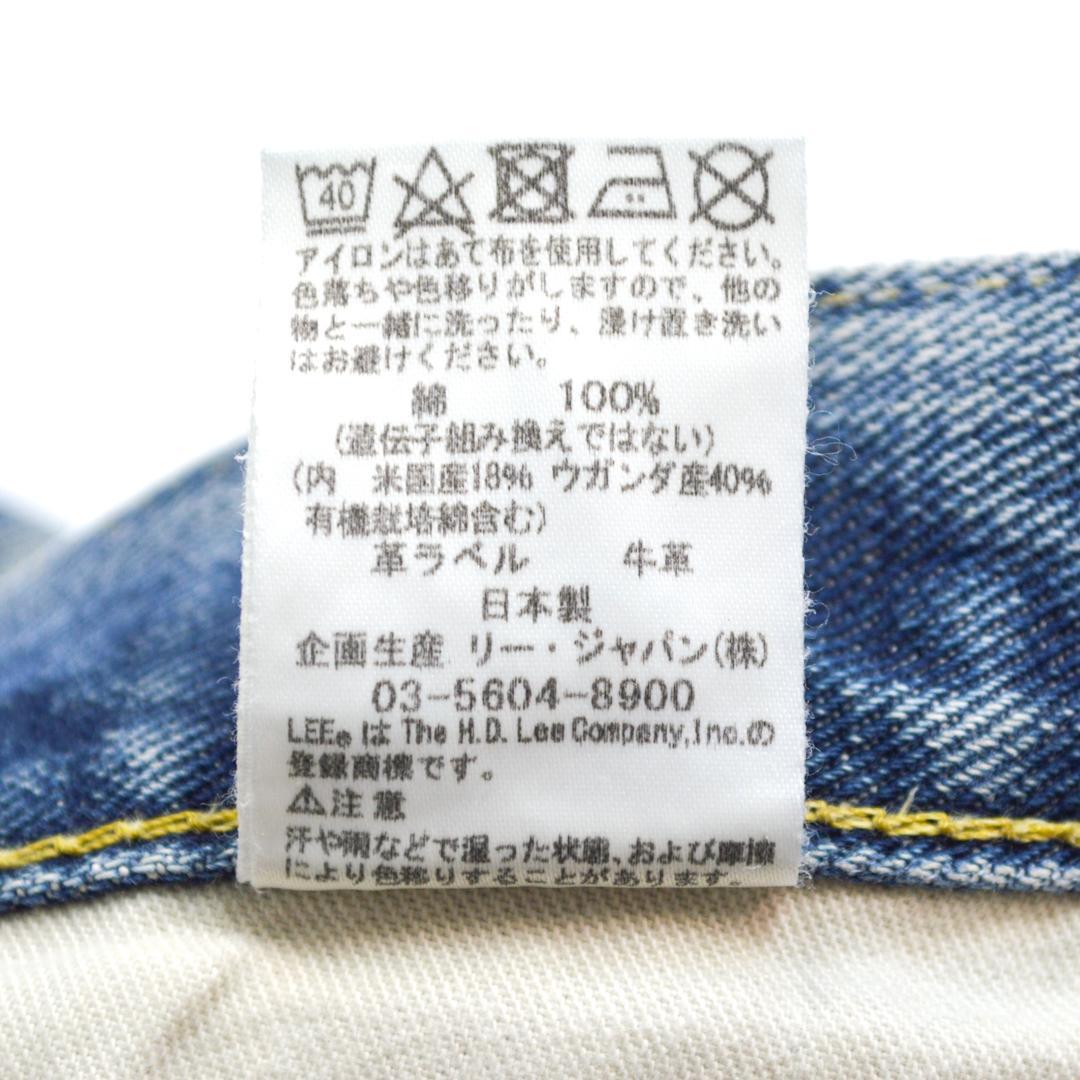 40
アイロンはあて布を使用してください。
色落ちや色移りがしますので、他の
物と一緒に洗ったり、浸け置き洗い
はお避けください。
綿 100%
(遺伝子組み換えではない)
(内 米国産18% ウガンダ産40%
有機栽培綿含む)
革ラベル 牛革
日本製
企画生産 リー・ジャパン(株)
03-5604-8900
LEE®は The H.D. Lee Company,Inc.の
登録商標です。
⚠注意
汗や雨などで湿った状態、および摩擦
により色移りすることがあります。